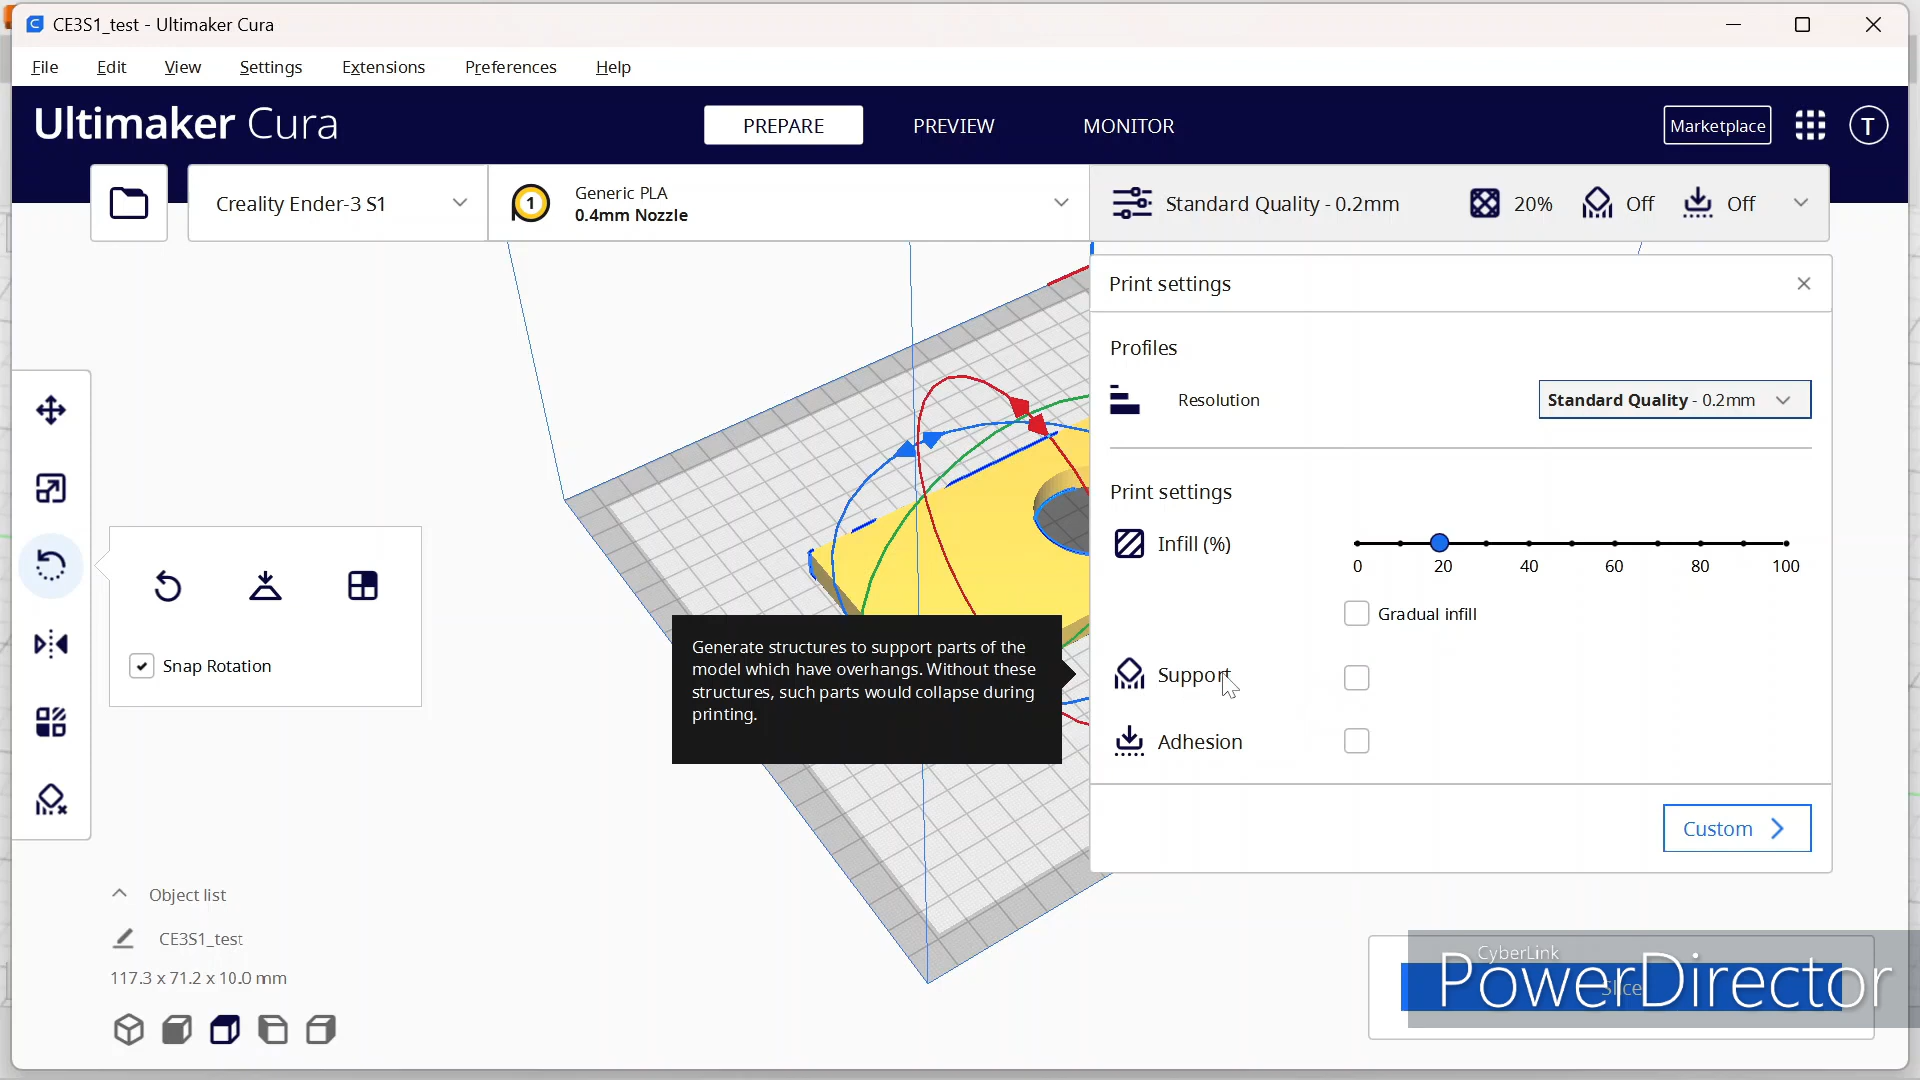 CE3S1_test - Ultimaker Cura
File Edit View Settings Extensions Preferences Help
Ultimaker Cura
PREPARE PREVIEW MONITOR
Marketplace
T
Creality Ender-3 S1
1
Generic PLA
0.4mm Nozzle
Standard Quality - 0.2mm 20% Off Off
Print settings
Profiles
Resolution
Standard Quality - 0.2mm
Print settings
Infill (%)
0 20 40 60 80 100
Gradual infill
Support
Adhesion
Custom
Generate structures to support parts of the
model which have overhangs. Without these
structures, such parts would collapse during
printing.
Snap Rotation
Object list
CE3S1_test
117.3 x 71.2 x 10.0 mm
Slice
CyberLink
PowerDirector